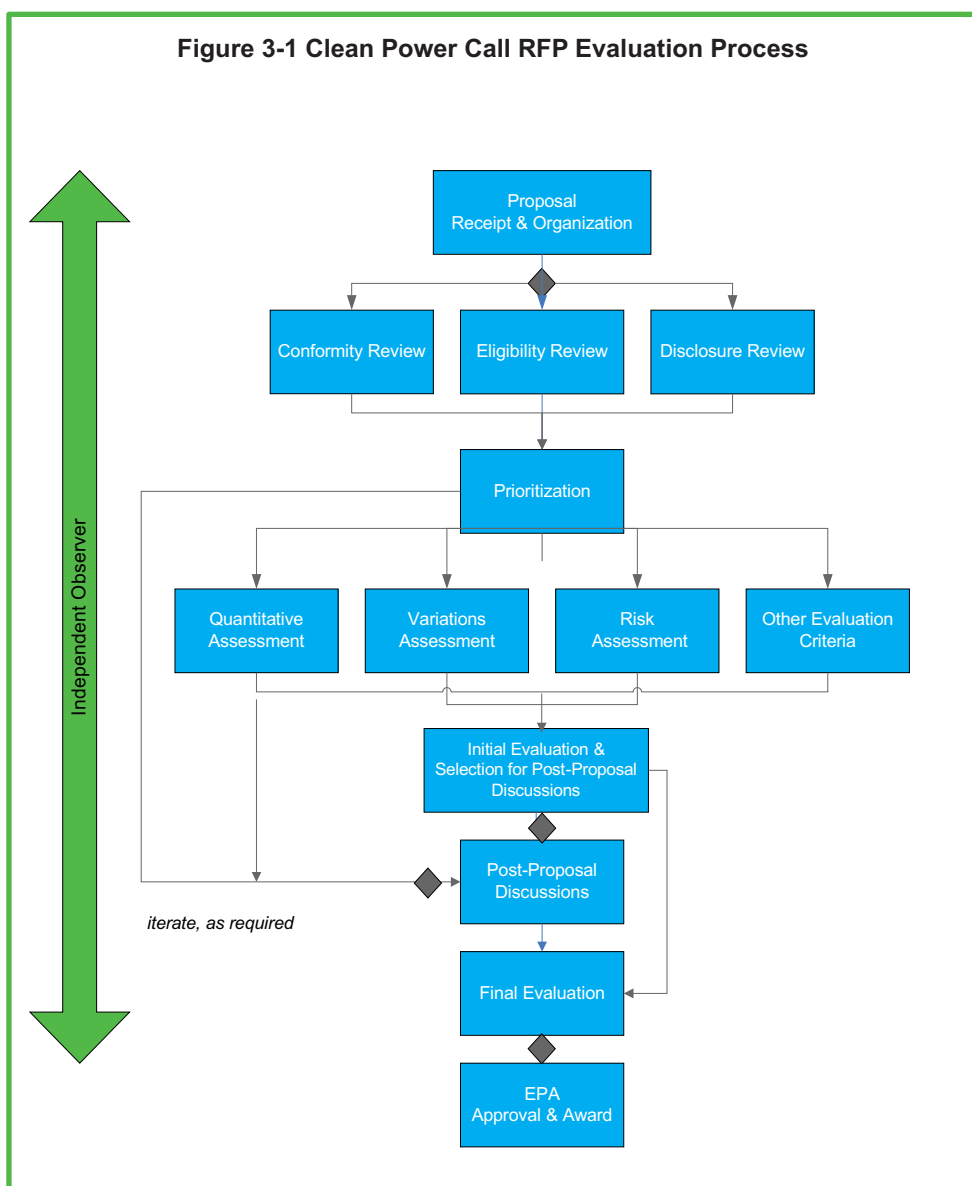 Figure 3-1 Clean Power Call RFP Evaluation Process
Proposal
Receipt & Organization
Conformity Review
Eligibility Review
Disclosure Review
Prioritization
Independent Observer
Quantitative
Assessment
Variations
Assessment
Risk
Assessment
Other Evaluation
Criteria
Initial Evaluation &
Selection for Post-Proposal
Discussions
Post-Proposal
Discussions
iterate, as required
Final Evaluation
EPA
Approval & Award